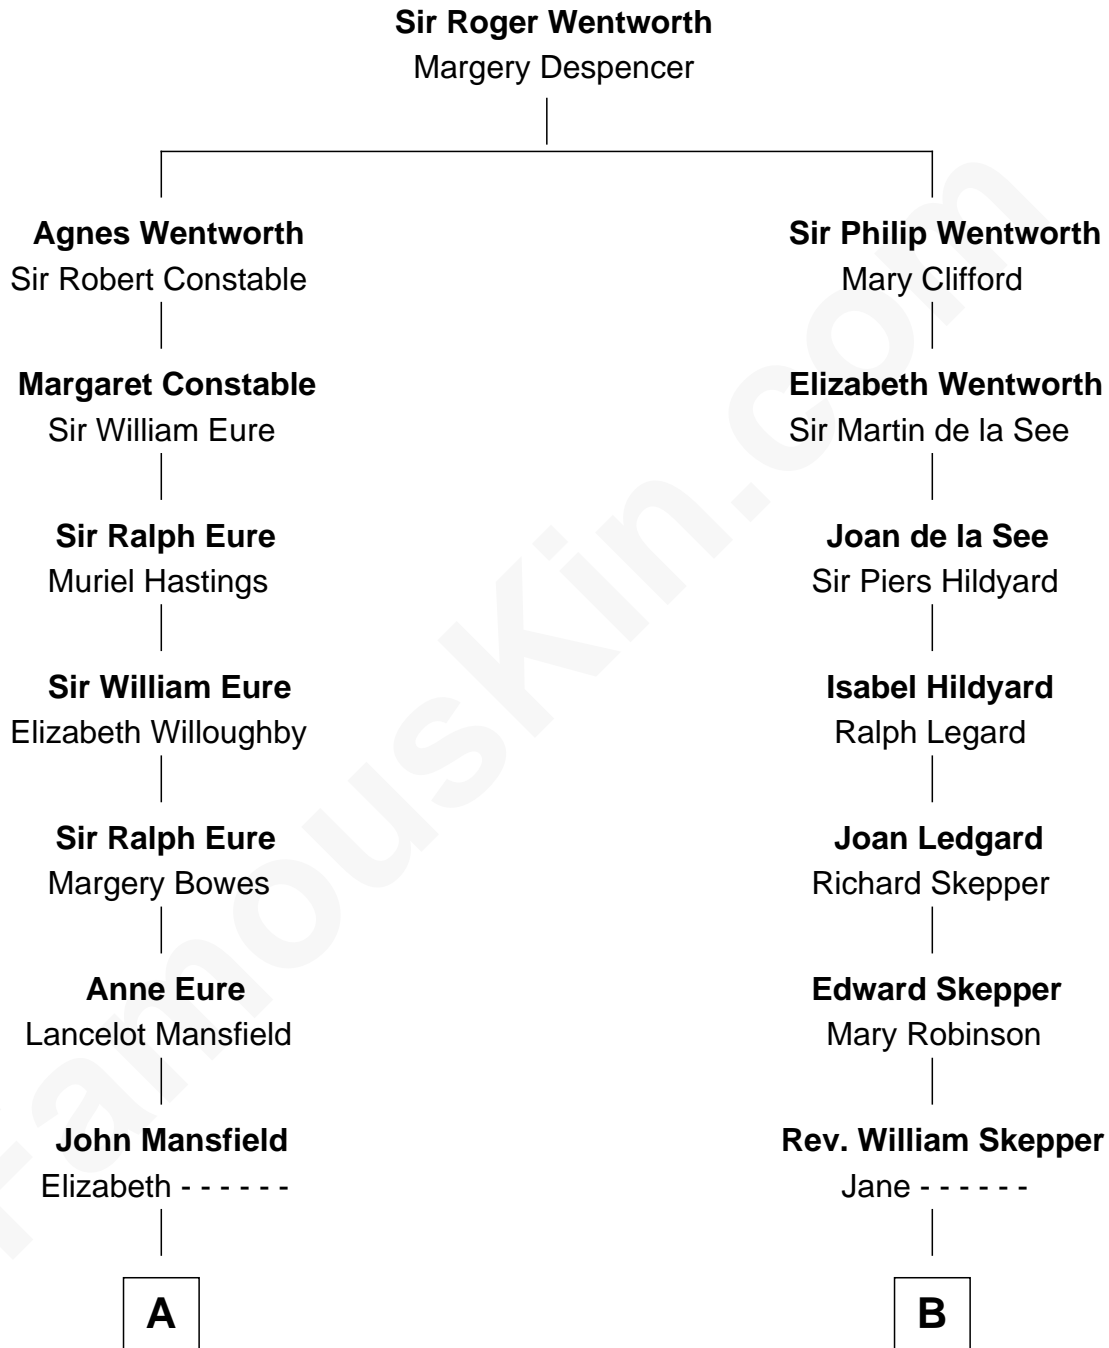 Sir Roger Wentworth
Margery Despencer
Agnes Wentworth
Sir Robert Constable
Sir Philip Wentworth
Mary Clifford
Margaret Constable
Sir William Eure
Elizabeth Wentworth
Sir Martin de la See
Sir Ralph Eure
Muriel Hastings
Joan de la See
Sir Piers Hildyard
Sir William Eure
Elizabeth Willoughby
Isabel Hildyard
Ralph Legard
Sir Ralph Eure
Margery Bowes
Joan Ledgard
Richard Skepper
Anne Eure
Lancelot Mansfield
Edward Skepper
Mary Robinson
John Mansfield
Elizabeth - - - - - -
Rev. William Skepper
Jane - - - - - -
A
B
FamousKin.com